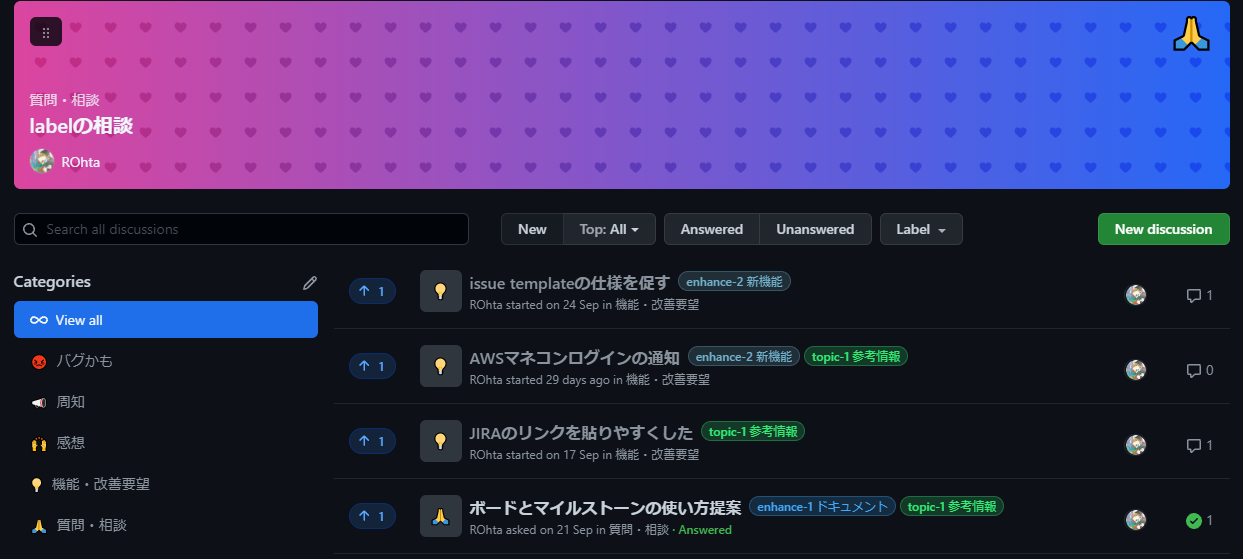 質問・相談
labelの相談
ROhta
Search all discussions
New
Top: All
Answered
Unanswered
Label
New discussion
Categories
View all
バグかも
周知
感想
機能・改善要望
質問・相談
1
issue templateの仕様を促す enhance-2 新機能
ROhta started on 24 Sep in 機能・改善要望
1
1
AWSマネコンログインの通知 enhance-2 新機能 topic-1 参考情報
ROhta started 29 days ago in 機能・改善要望
0
1
JIRAのリンクを貼りやすくした topic-1 参考情報
ROhta started on 17 Sep in 機能・改善要望
1
1
ボードとマイルストーンの使い方提案 enhance-1 ドキュメント topic-1 参考情報
ROhta asked on 21 Sep in 質問・相談 · Answered
1